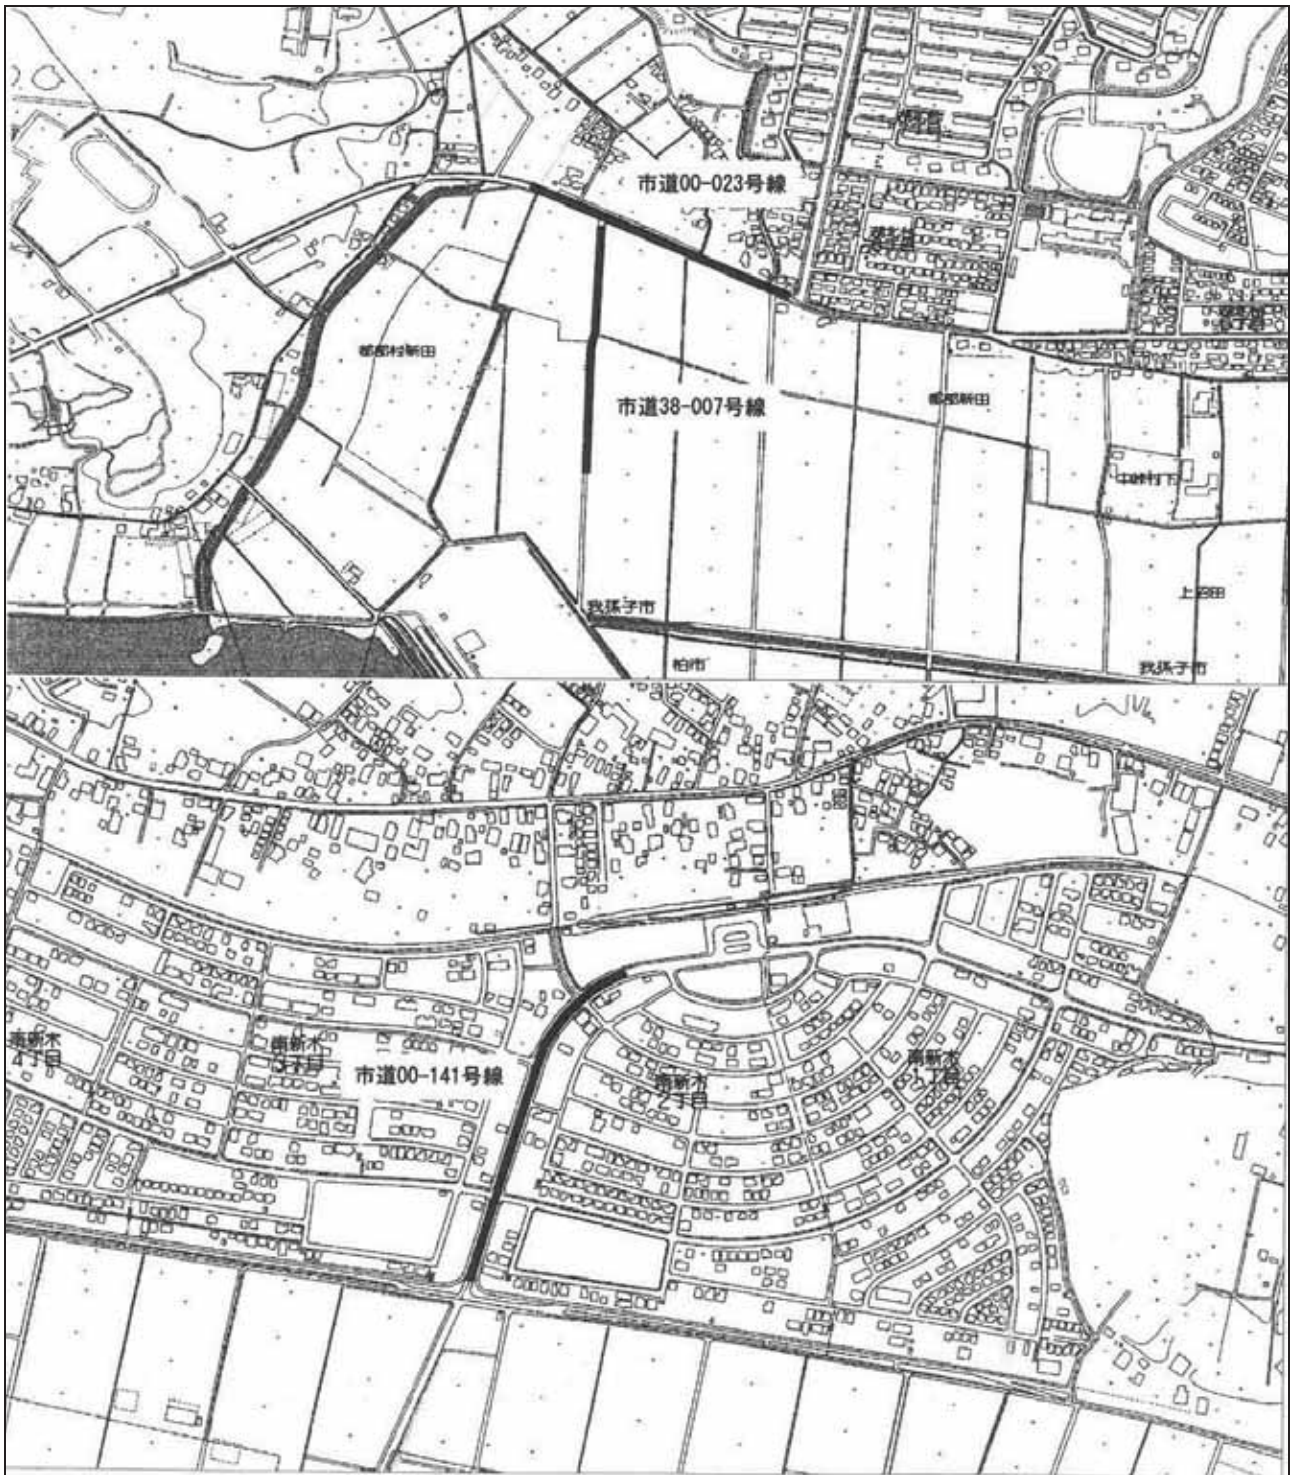 市道00-023号線
都部村新田
市道38-007号線
都部新田
中峠村下
上沼田
我孫子市
柏市
我孫子市
南新木
4丁目
南新木
3丁目
市道00-141号線
南新木
2丁目
南新木
1丁目